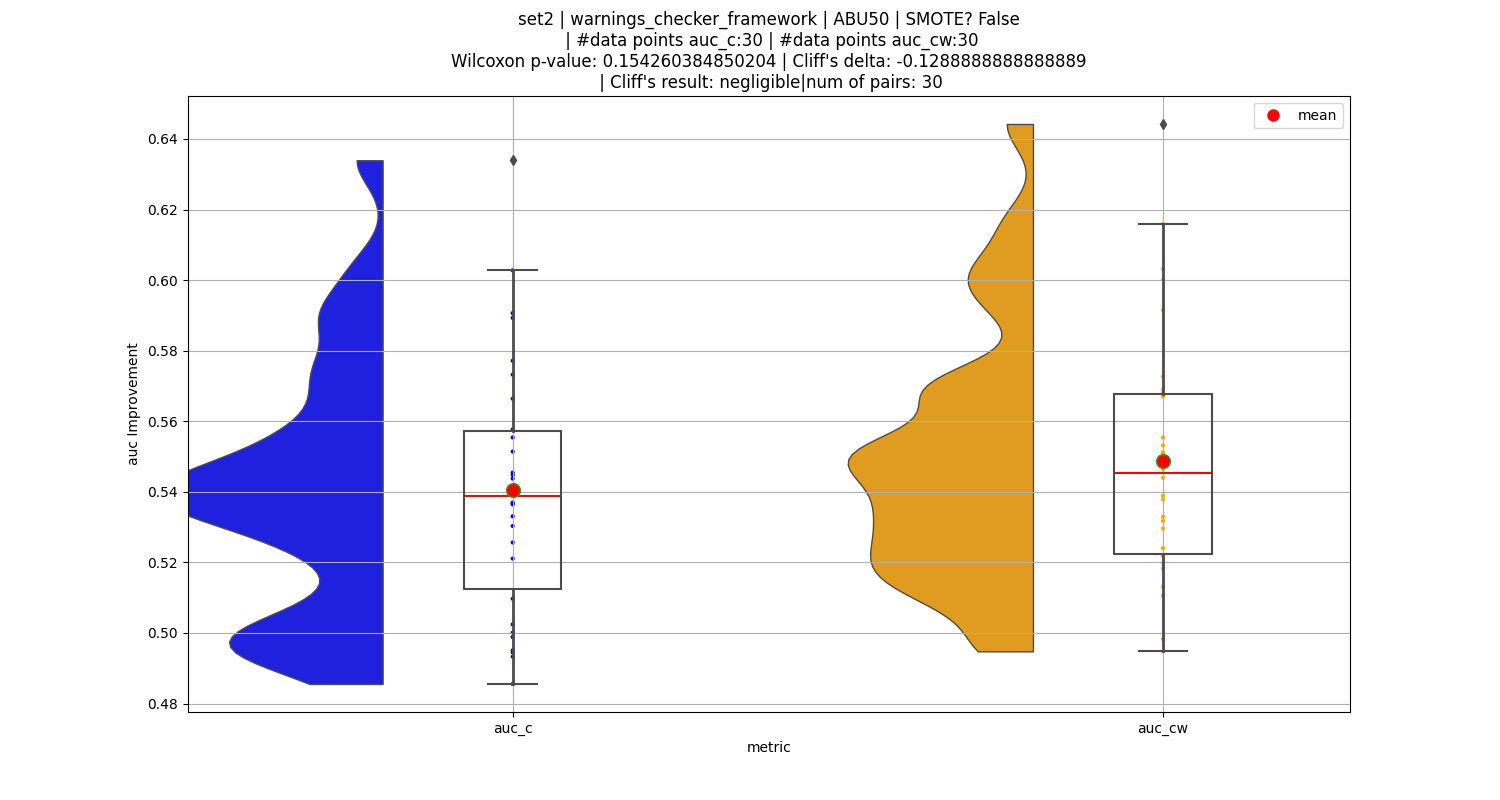 set2 | warnings_checker_framework | ABU50 | SMOTE? False
| #data points auc_c:30 | #data points auc_cw:30
Wilcoxon p-value: 0.154260384850204 | Cliff's delta: -0.1288888888888889
| Cliff's result: negligible|num of pairs: 30
mean
0.64
0.62
0.60
0.58
0.56
0.54
0.52
0.50
0.48
auc Improvement
auc_c
auc_cw
metric